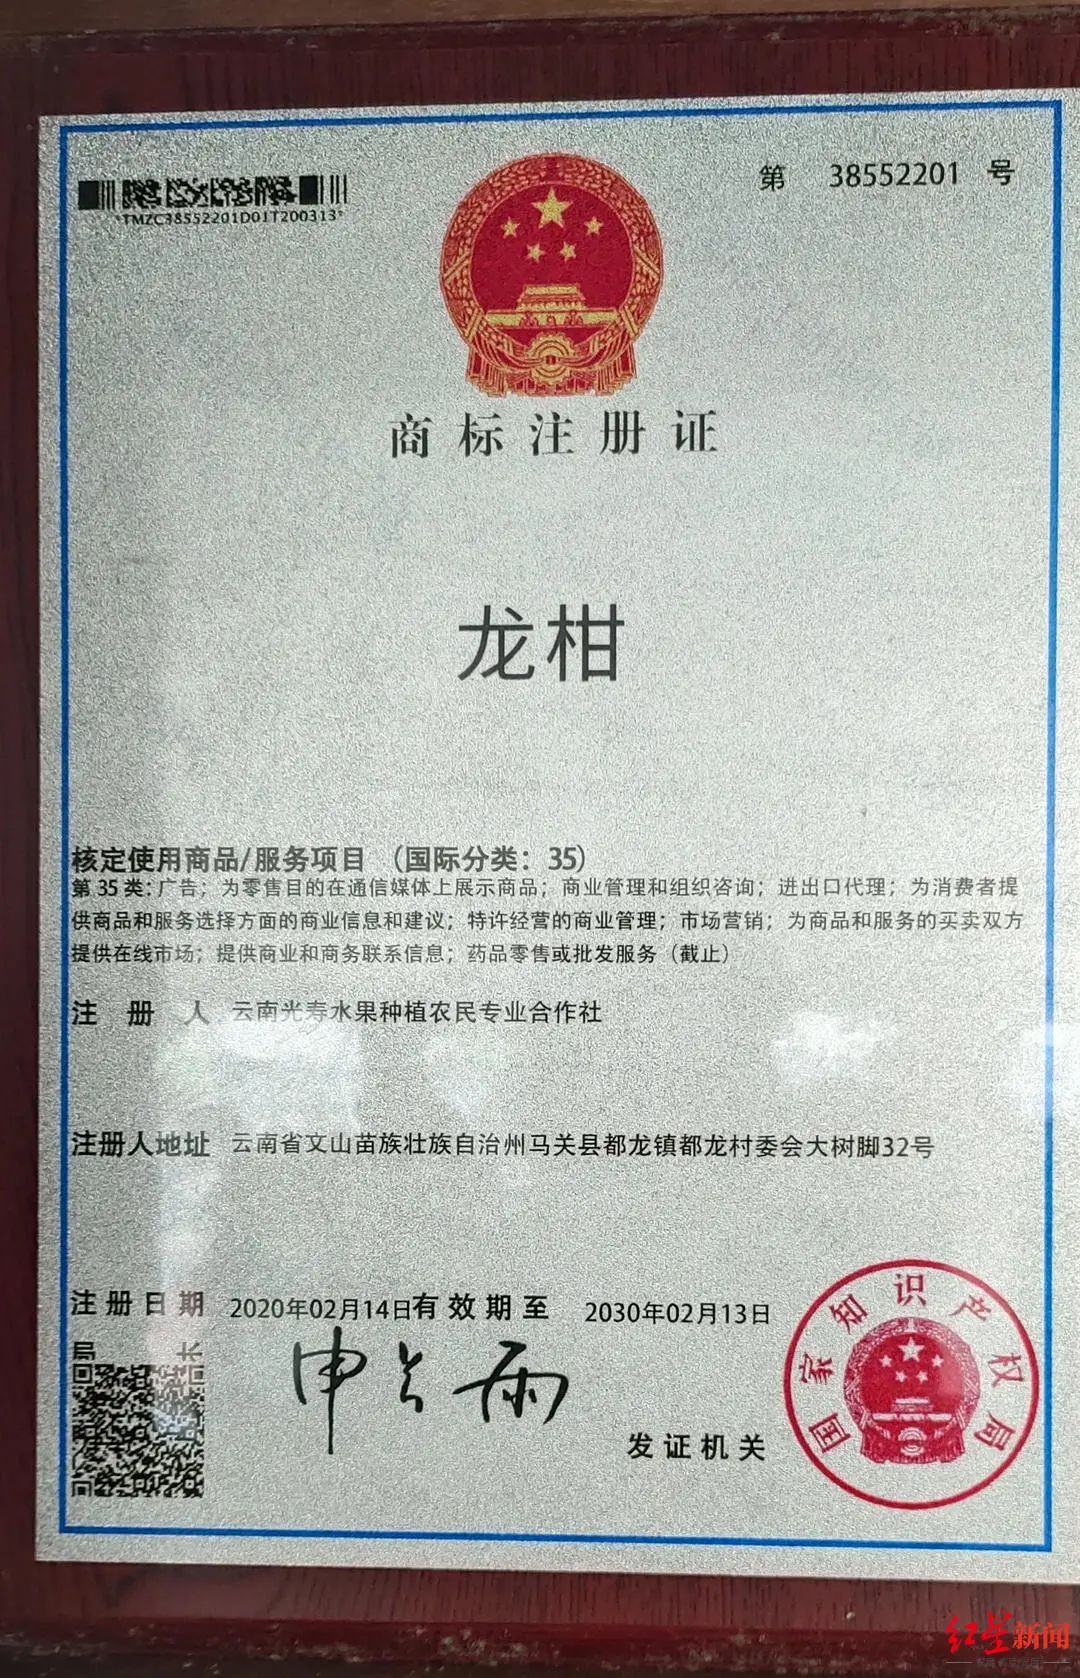 第 38552201 号
*TMZC38552201D01T200313*
商标注册证
龙柑
核定使用商品/服务项目 （国际分类：35）
第 35 类：广告；为零售目的在通信媒体上展示商品；商业管理和组织咨询；进出口代理；为消费者提
供商品和服务选择方面的商业信息和建议；特许经营的商业管理；市场营销；为商品和服务的买卖双方
提供在线市场；提供商业和商务联系信息；药品零售或批发服务（截止）
注 册 人 云南光寿水果种植农民专业合作社
注册人地址 云南省文山苗族壮族自治州马关县都龙镇都龙村委会大树脚32号
注册日期 2020年02月14日有效期至 2030年02月13日
局 长 申长雨
发证机关
国家知识产权局
红星新闻